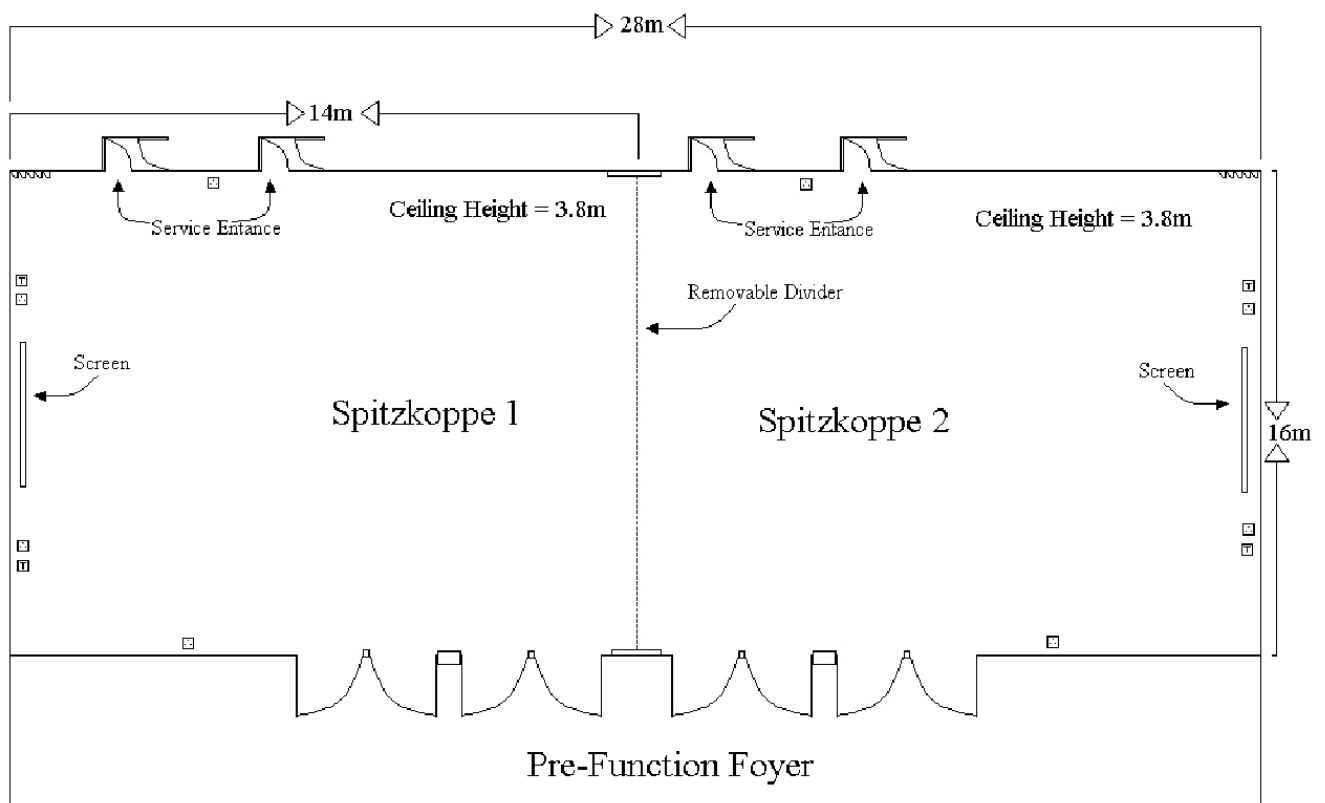 28m
14m
Ceiling Height = 3.8m
Ceiling Height = 3.8m
Service Entance
Service Entance
T
T
Removable Divider
Screen
Screen
Spitzkoppe 1
Spitzkoppe 2
16m
T
T
Pre-Function Foyer